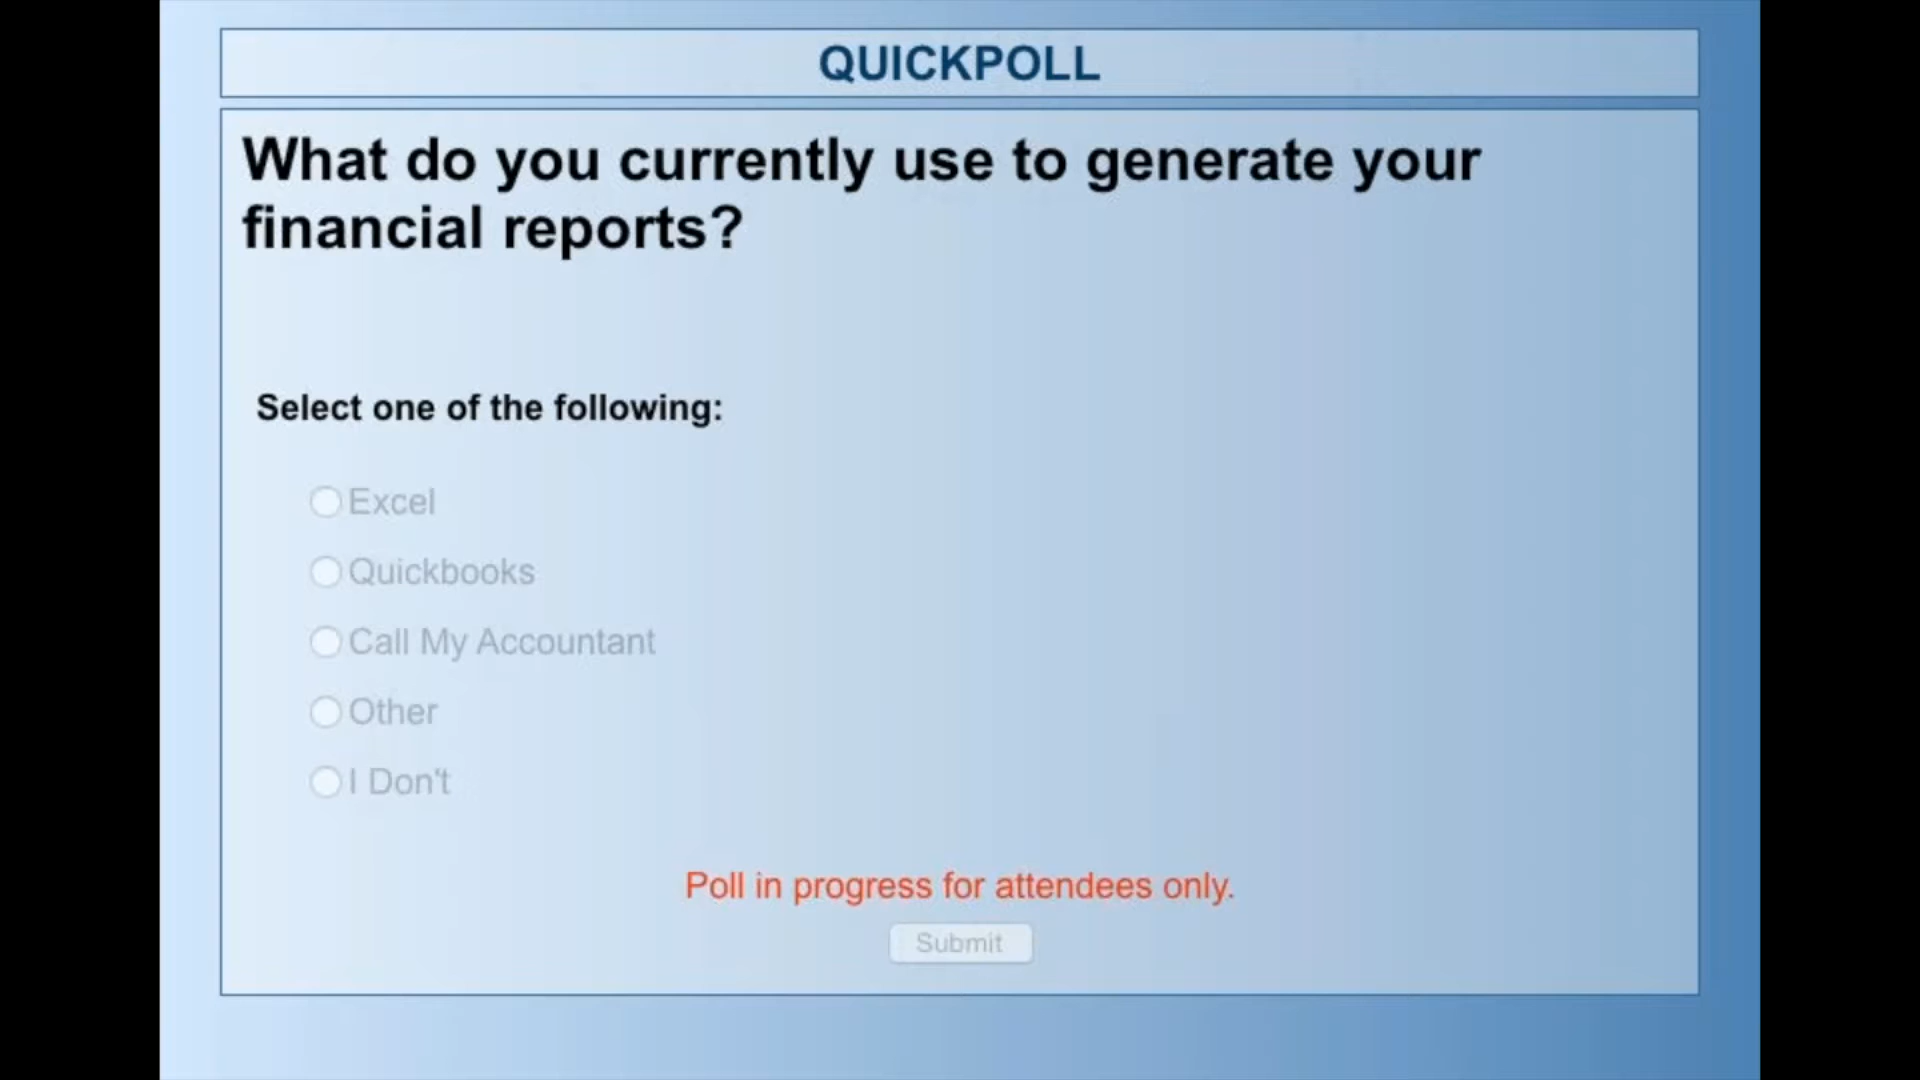 QUICKPOLL
What do you currently use to generate your
financial reports?
Select one of the following:
Excel
Quickbooks
Call My Accountant
Other
I Don't
Poll in progress for attendees only.
Submit